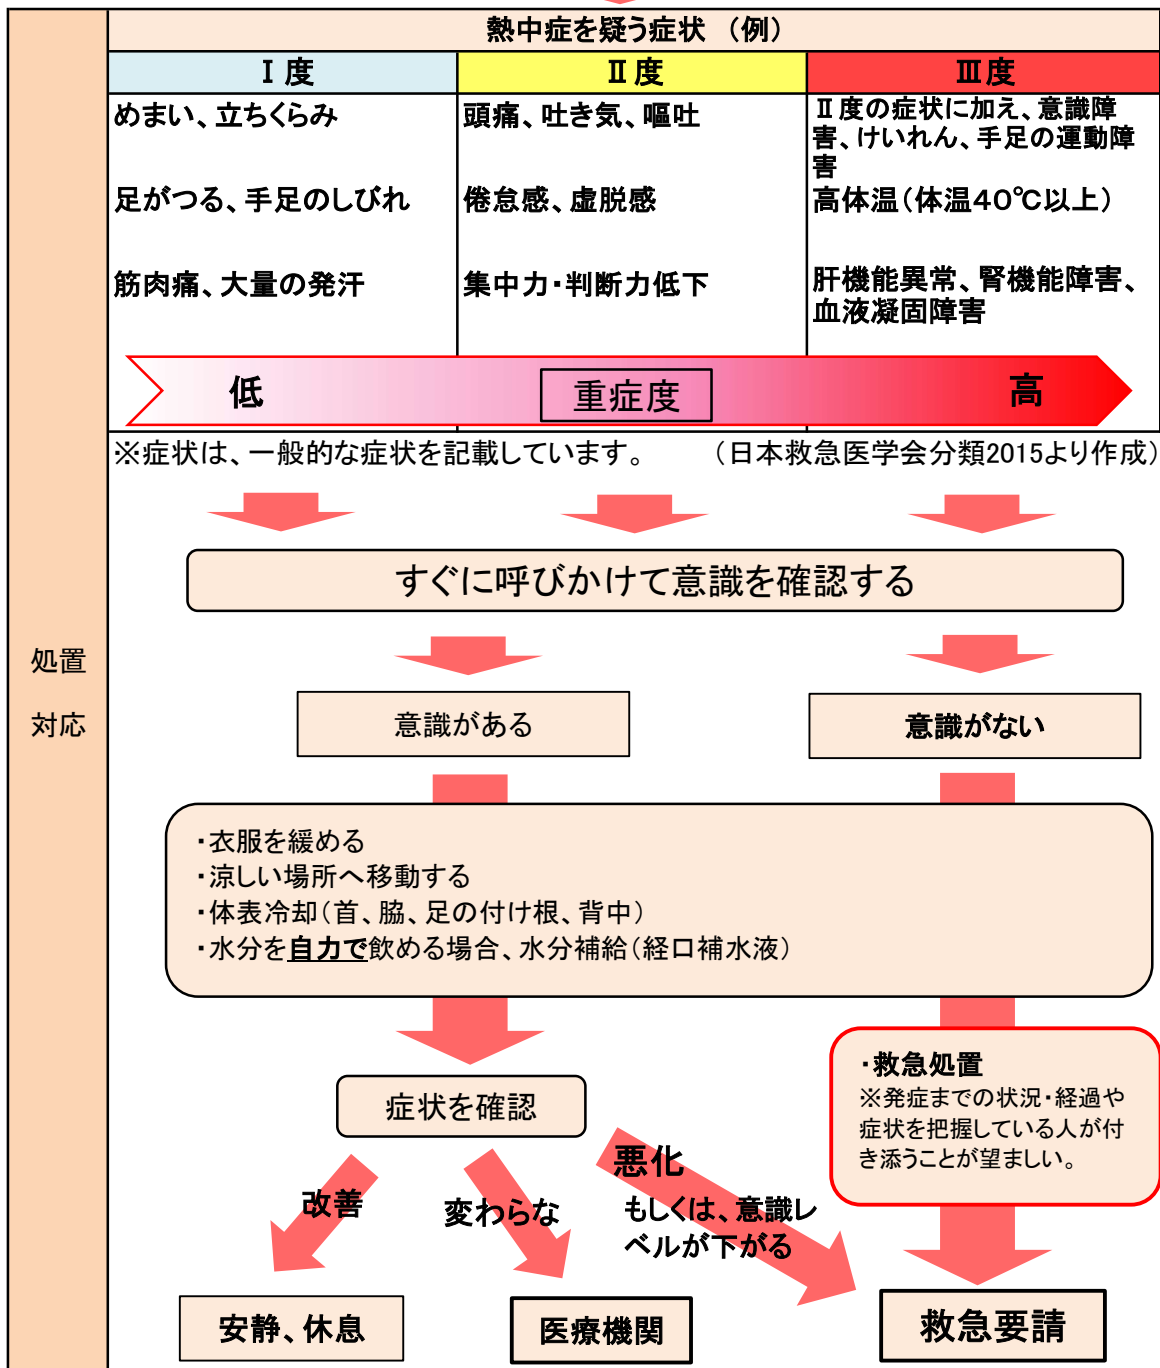 熱中症を疑う症状 （例）
Ⅰ度
Ⅱ度
Ⅲ度
めまい、立ちくらみ
頭痛、吐き気、嘔吐
Ⅱ度の症状に加え、意識障
害、けいれん、手足の運動障
害
足がつる、手足のしびれ
倦怠感、虚脱感
高体温（体温40℃以上）
筋肉痛、大量の発汗
集中力・判断力低下
肝機能異常、腎機能障害、
血液凝固障害
低
重症度
高
※症状は、一般的な症状を記載しています。
（日本救急医学会分類2015より作成）
すぐに呼びかけて意識を確認する
処置
対応
意識がある
意識がない
・衣服を緩める
・涼しい場所へ移動する
・体表冷却（首、脇、足の付け根、背中）
・水分を自力で飲める場合、水分補給（経口補水液）
・救急処置
※発症までの状況・経過や
症状を把握している人が付
き添うことが望ましい。
症状を確認
改善
変わらな
悪化
もしくは、意識レ
ベルが下がる
安静、休息
医療機関
救急要請